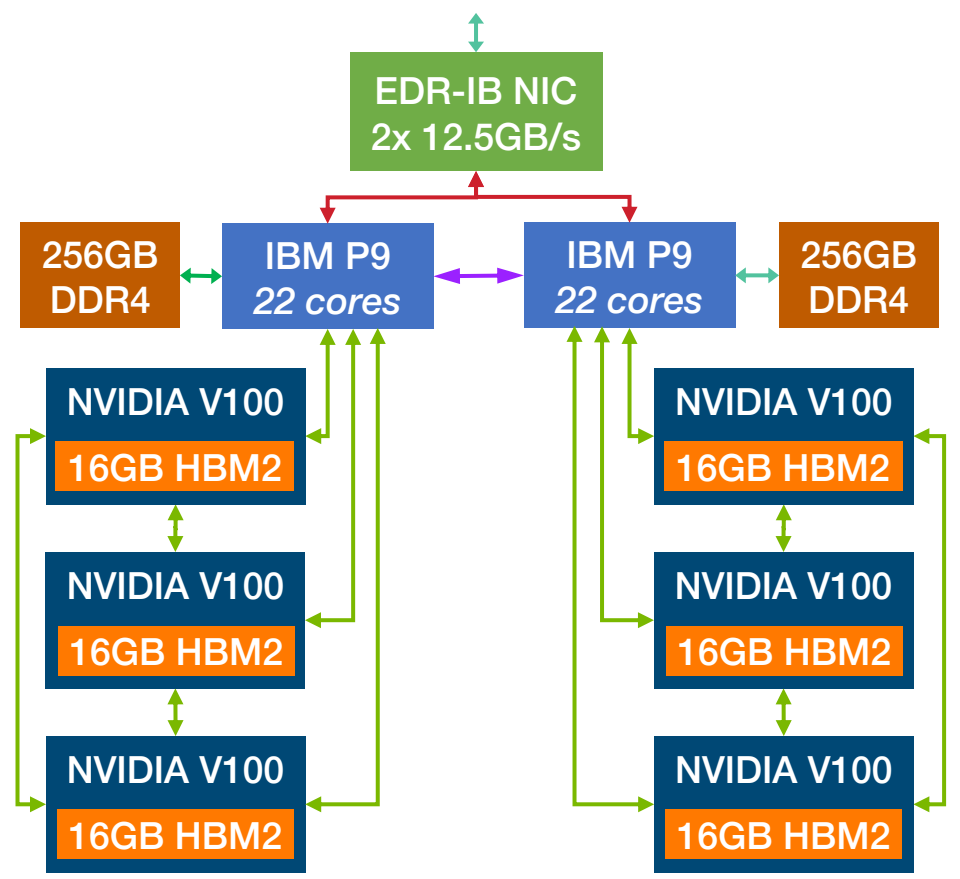 EDR-IB NIC
2x 12.5GB/s
256GB
DDR4
IBM P9
22 cores
IBM P9
22 cores
256GB
DDR4
NVIDIA V100
16GB HBM2
NVIDIA V100
16GB HBM2
NVIDIA V100
16GB HBM2
NVIDIA V100
16GB HBM2
NVIDIA V100
16GB HBM2
NVIDIA V100
16GB HBM2